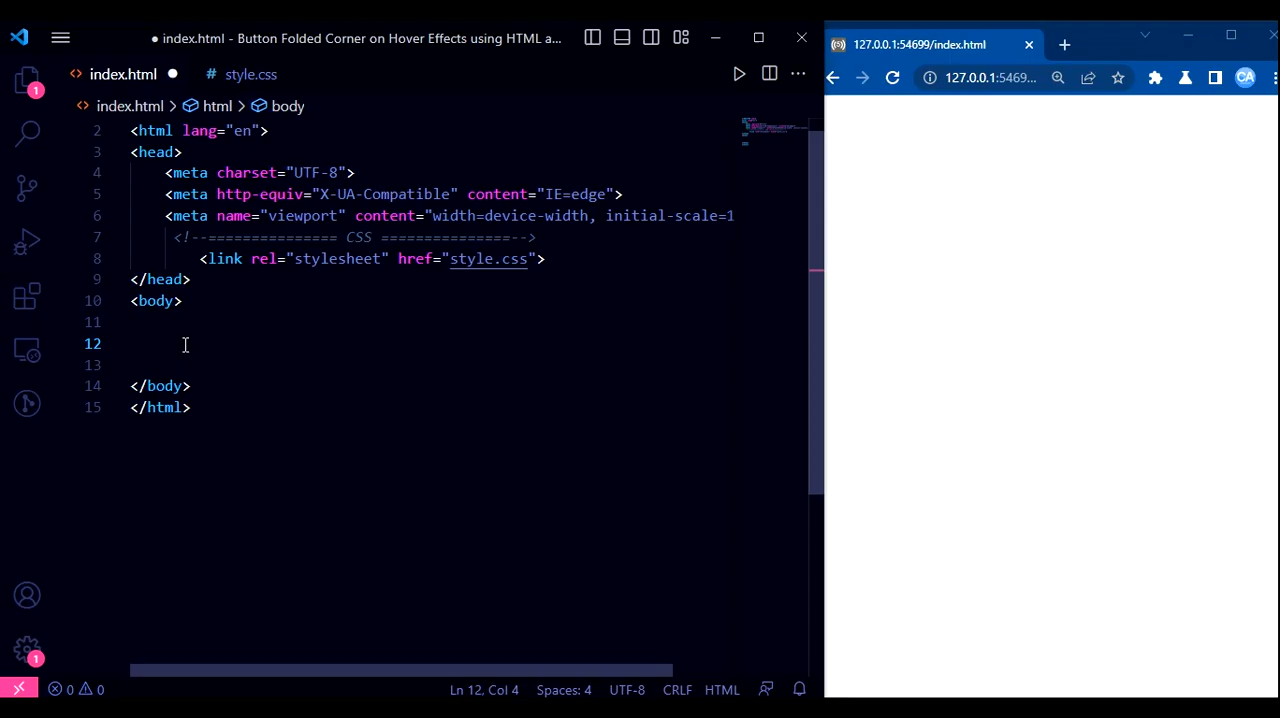 ● index.html - Button Folded Corner on Hover Effects using HTML a...
127.0.0.1:54699/index.html
index.html ●
# style.css
127.0.0.1:5469...
CA
1
index.html > html > body
2 <html lang="en">
3 <head>
4 <meta charset="UTF-8">
5 <meta http-equiv="X-UA-Compatible" content="IE=edge">
6 <meta name="viewport" content="width=device-width, initial-scale=1
7 <!--=============== CSS ===============-->
8 <link rel="stylesheet" href="style.css">
9 </head>
10 <body>
11
12
13
14 </body>
15 </html>
1
0 0
Ln 12, Col 4
Spaces: 4
UTF-8
CRLF
HTML